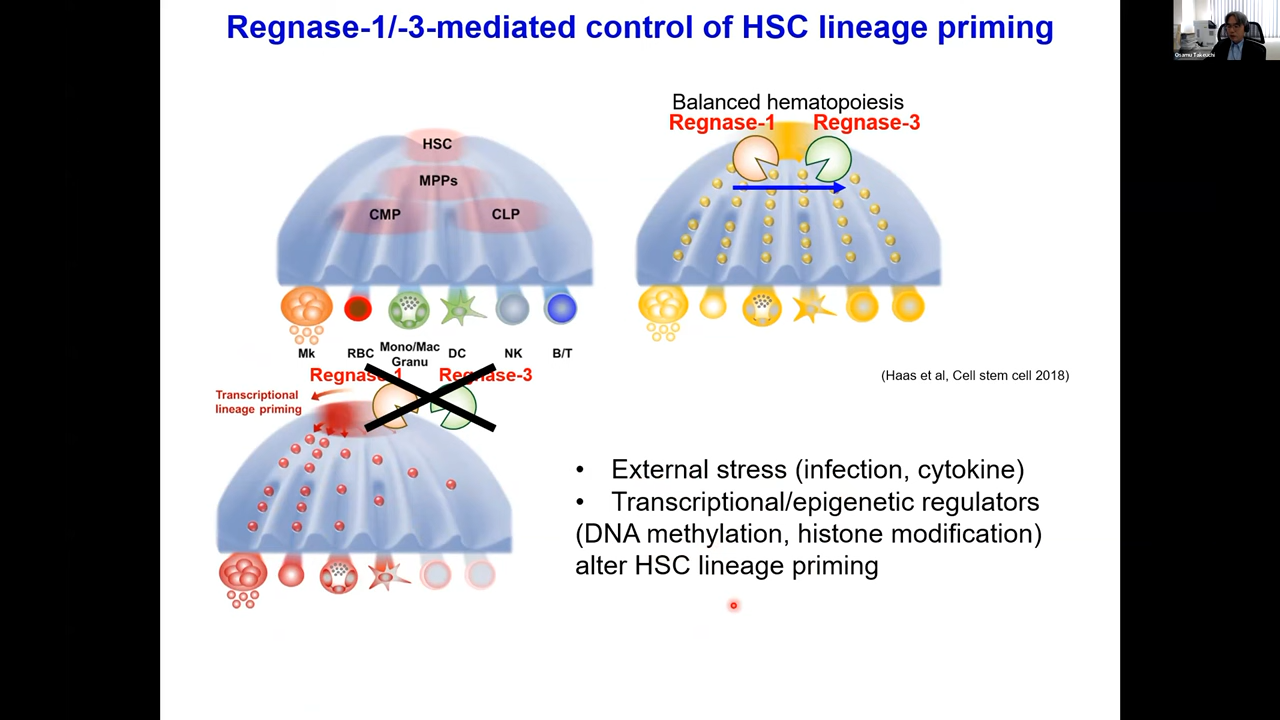 Regnase-1/-3-mediated control of HSC lineage priming
Osamu Takeuchi
HSC
MPPs
CMP
CLP
Mk
RBC
Mono/Mac
Granu
DC
NK
B/T
Balanced hematopoiesis
Regnase-1
Regnase-3
(Haas et al, Cell stem cell 2018)
Regnase-1
Regnase-3
Transcriptional
lineage priming
• External stress (infection, cytokine)
• Transcriptional/epigenetic regulators
(DNA methylation, histone modification)
alter HSC lineage priming